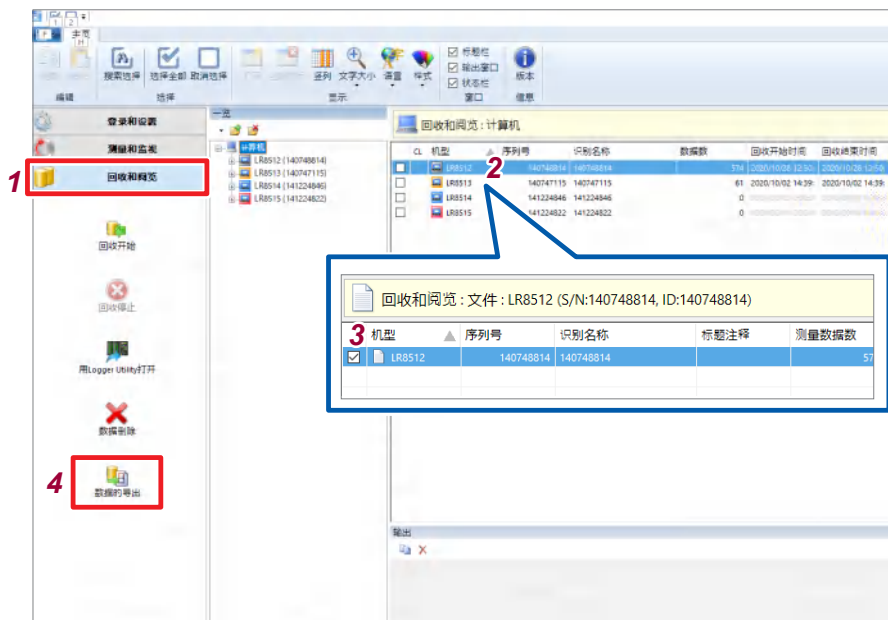 1 2
主页
H
搜索选择 选择全部 取消选择 竖列 文字大小 语言 样式 版本
标题栏
输出窗口
状态栏
编辑 选择 显示 窗口 信息
登录和设置
测量和监视
1 回收和阅览
回收开始
回收停止
用Logger Utility打开
数据删除
4 数据的导出
一览
计算机
LR8512 (140748814)
LR8513 (140747115)
LR8514 (141224846)
LR8515 (141224822)
回收和阅览 : 计算机
CL 机型 序列号 识别名称 数据数 回收开始时间 回收结束时间
LR8512 2 140748814 140748814 574
LR8513 140747115 140747115 61 2020/10/02 14:39: 2020/10/02 14:39:
LR8514 141224846 141224846 0
LR8515 141224822 141224822 0
回收和阅览 : 文件 : LR8512 (S/N:140748814, ID:140748814)
3 机型 序列号 识别名称 标题注释 测量数据数
LR8512 140748814 140748814 57
输出